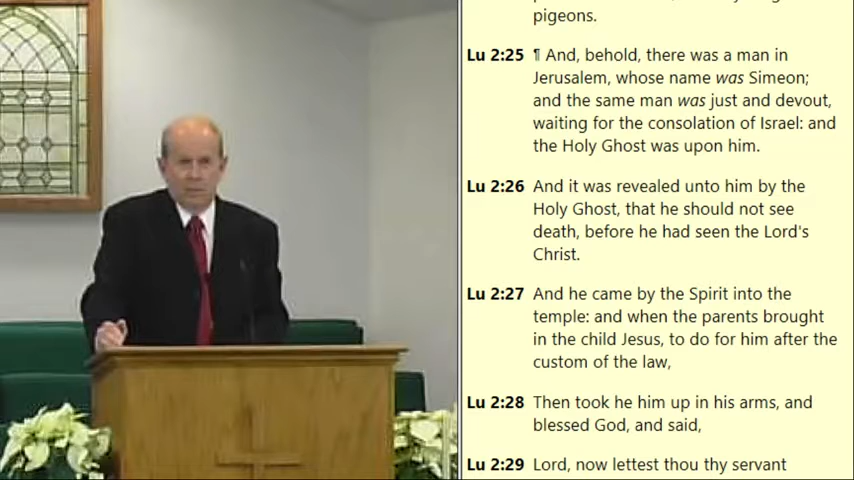 pigeons.
Lu 2:25 ¶ And, behold, there was a man in
Jerusalem, whose name was Simeon;
and the same man was just and devout,
waiting for the consolation of Israel: and
the Holy Ghost was upon him.
Lu 2:26 And it was revealed unto him by the
Holy Ghost, that he should not see
death, before he had seen the Lord's
Christ.
Lu 2:27 And he came by the Spirit into the
temple: and when the parents brought
in the child Jesus, to do for him after the
custom of the law,
Lu 2:28 Then took he him up in his arms, and
blessed God, and said,
Lu 2:29 Lord, now lettest thou thy servant